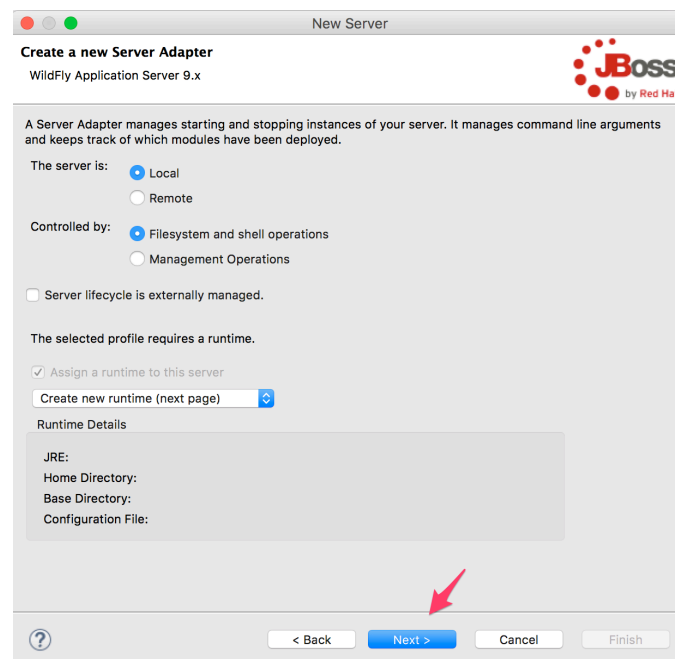 New Server
Create a new Server Adapter
WildFly Application Server 9.x
JBoss
by Red Ha
A Server Adapter manages starting and stopping instances of your server. It manages command line arguments
and keeps track of which modules have been deployed.
The server is:
Local
Remote
Controlled by:
Filesystem and shell operations
Management Operations
Server lifecycle is externally managed.
The selected profile requires a runtime.
Assign a runtime to this server
Create new runtime (next page)
Runtime Details
JRE:
Home Directory:
Base Directory:
Configuration File:
?
< Back Next > Cancel Finish